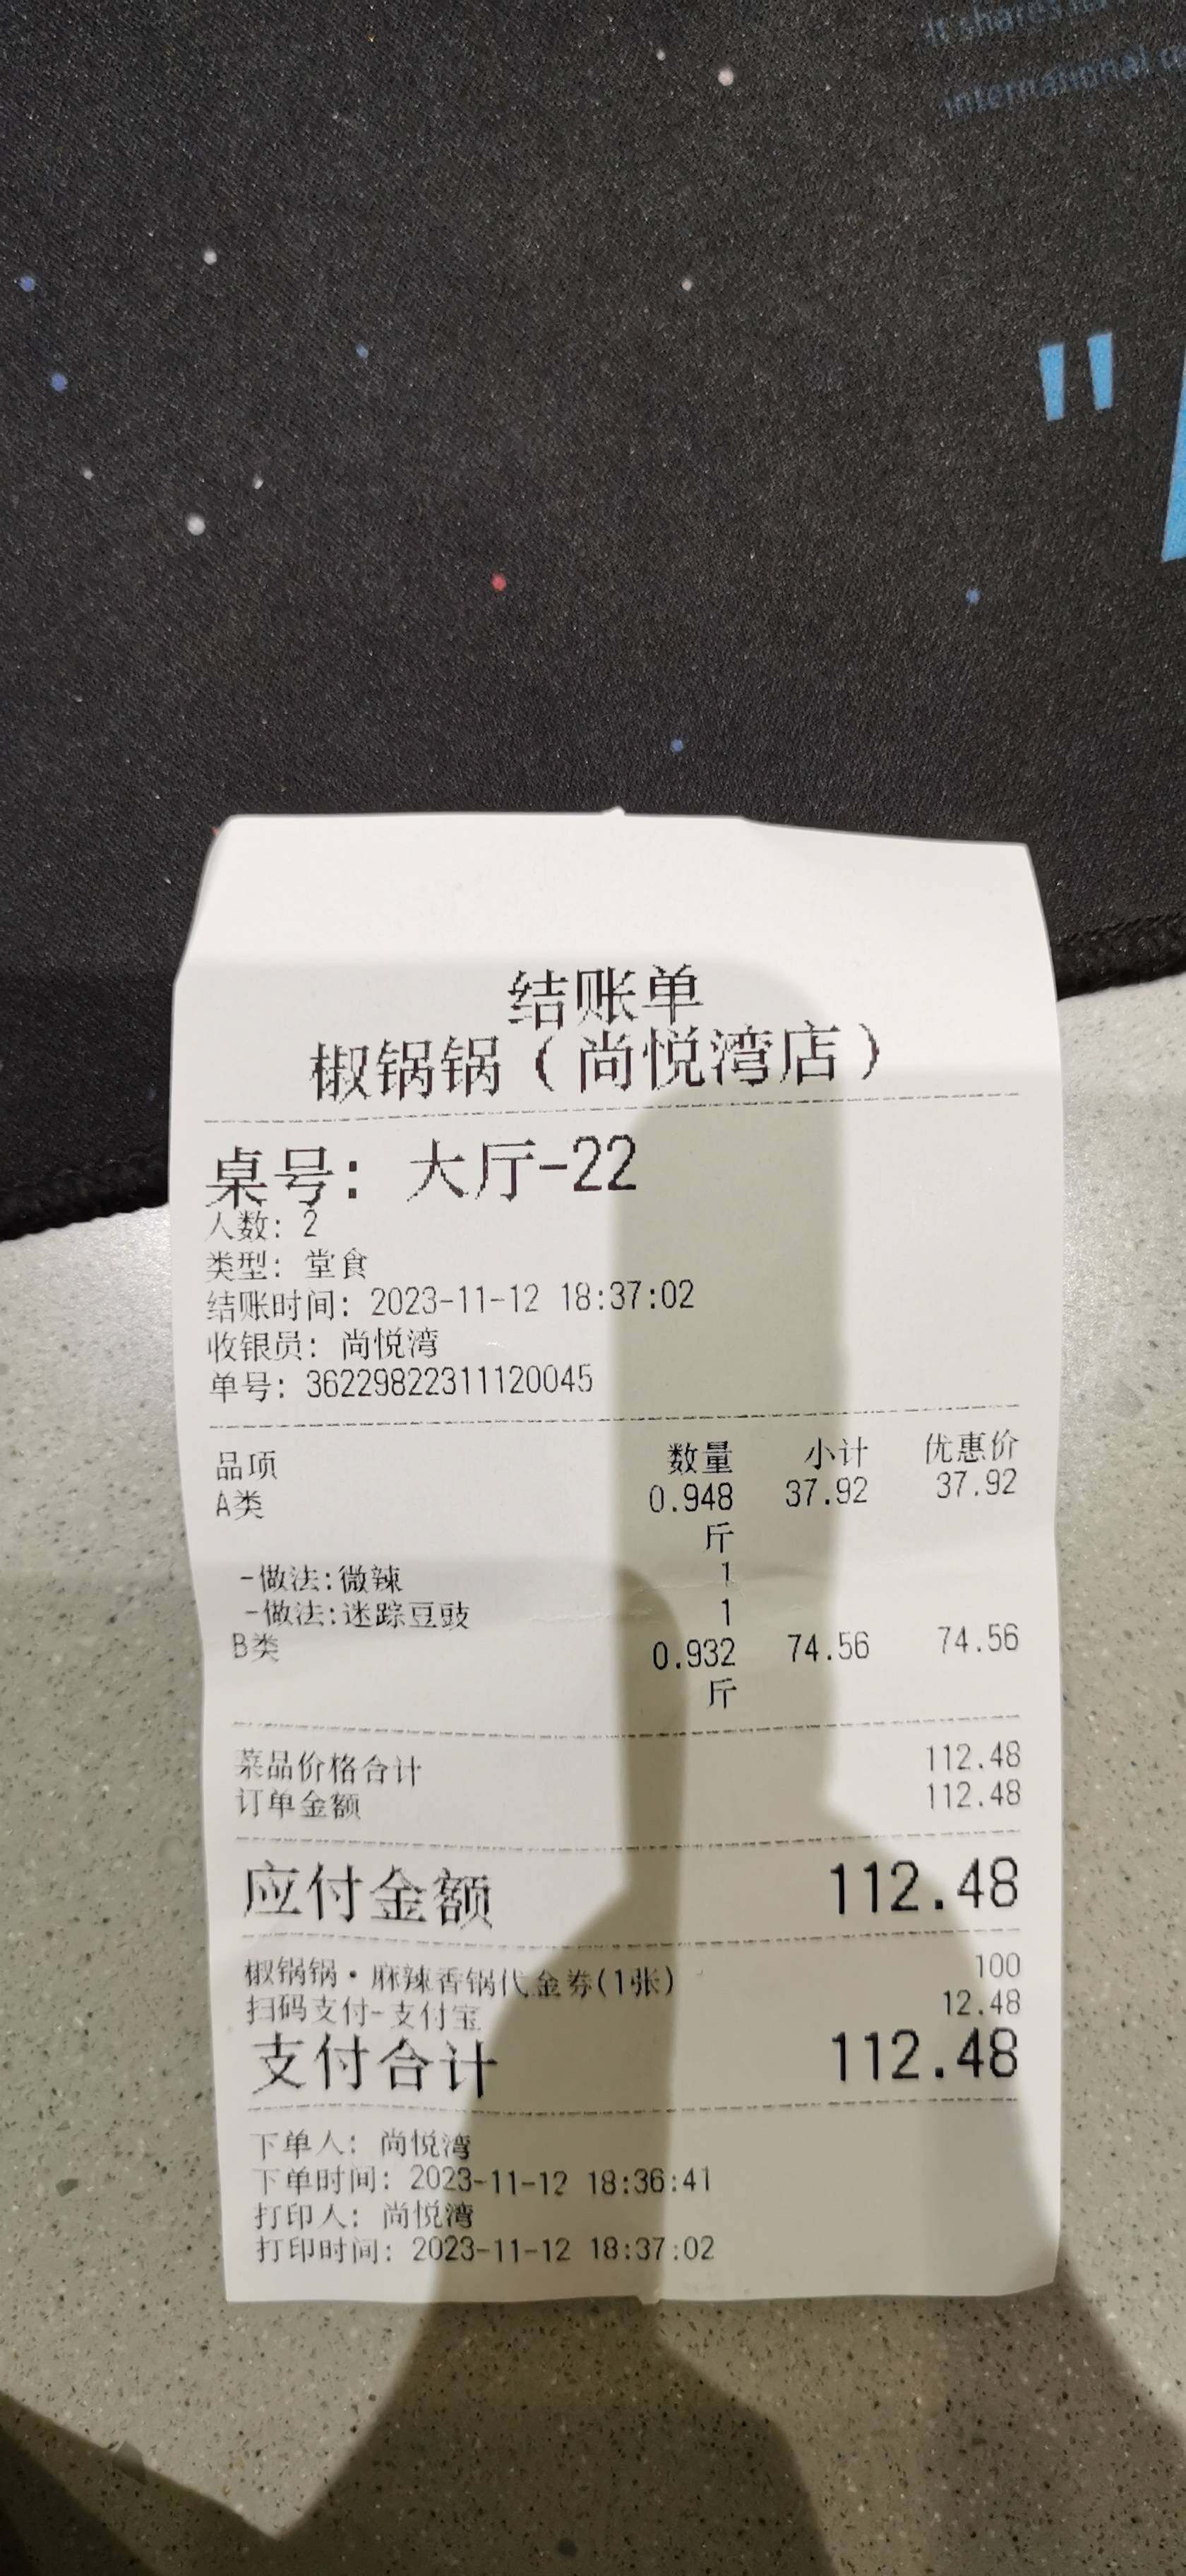 It shares
international
"
结账单
椒锅锅（尚悦湾店）
桌号: 大厅-22
人数: 2
类型: 堂食
结账时间: 2023-11-12 18:37:02
收银员: 尚悦湾
单号: 36229822311120045
品项 数量 小计 优惠价
A类 0.948 37.92 37.92
斤
-做法:微辣 1
-做法:迷踪豆豉 1
B类 0.932 74.56 74.56
斤
菜品价格合计 112.48
订单金额 112.48
应付金额 112.48
椒锅锅·麻辣香锅代金券(1张) 100
扫码支付-支付宝 12.48
支付合计 112.48
下单人: 尚悦湾
下单时间: 2023-11-12 18:36:41
打印人: 尚悦湾
打印时间: 2023-11-12 18:37:02